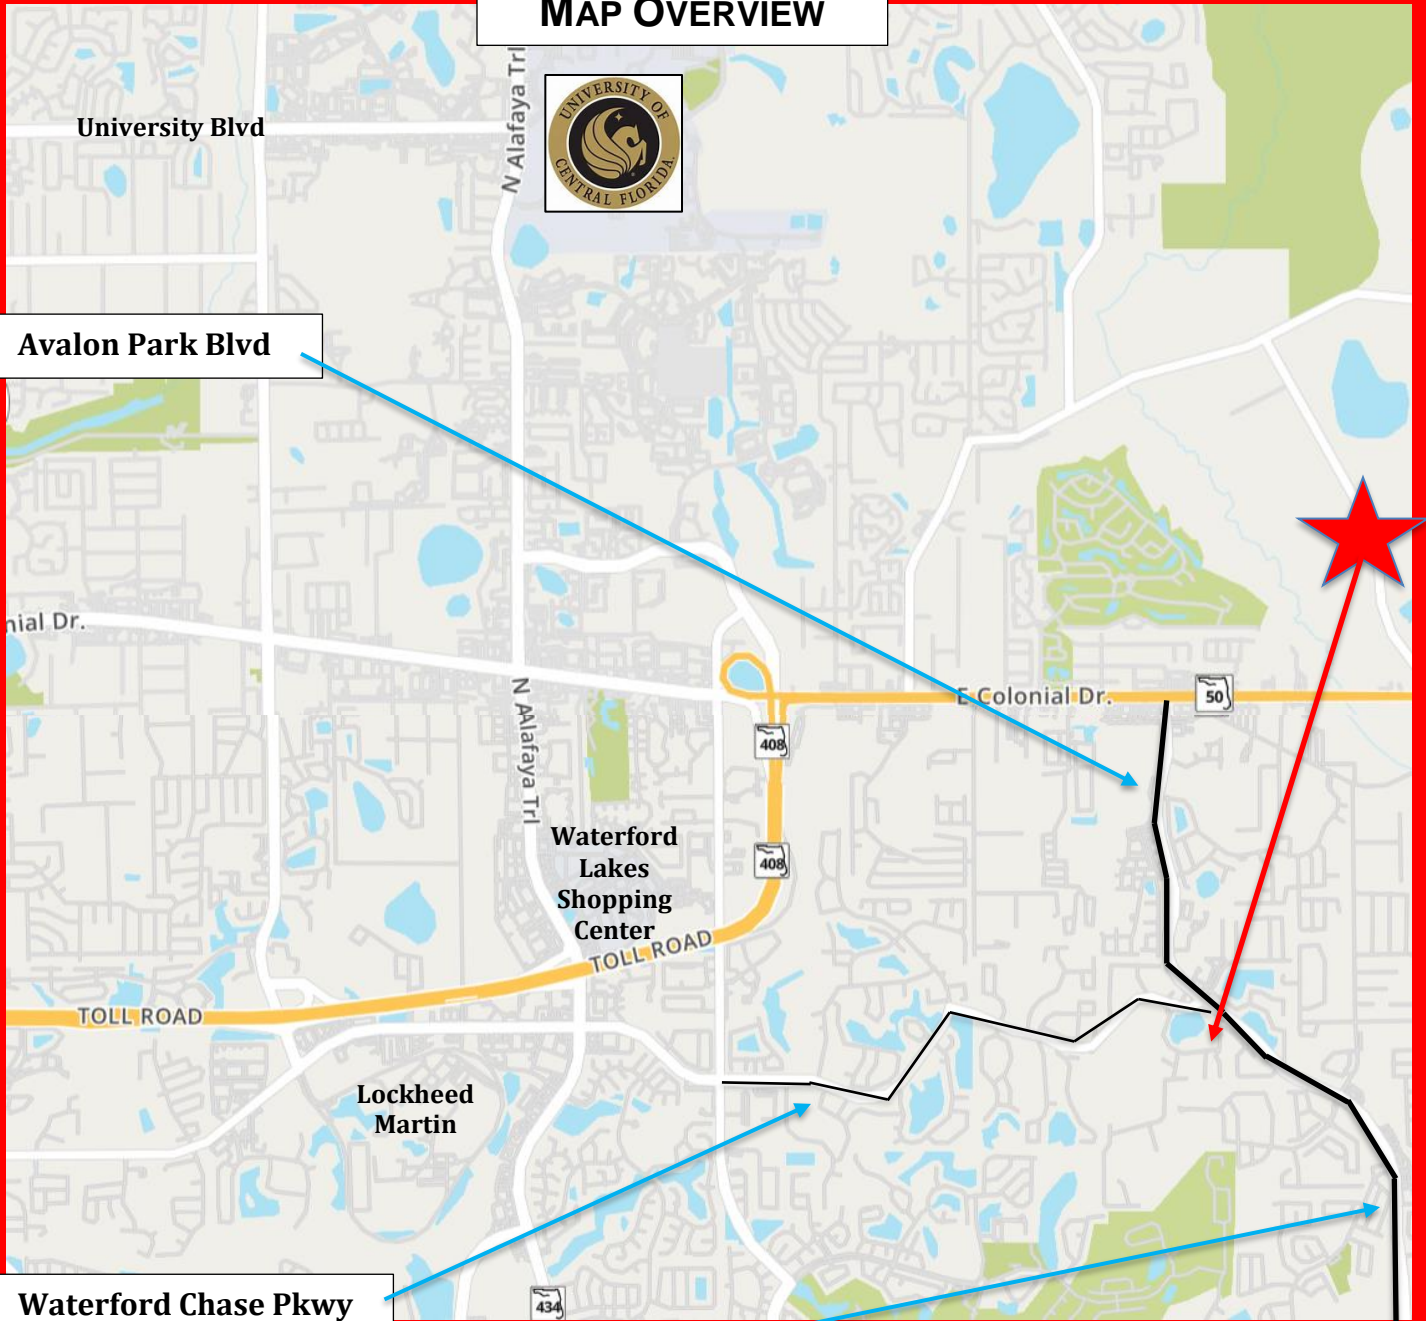 MAP OVERVIEW
N Alafaya Trl
UNIVERSITY OF
CENTRAL FLORIDA
University Blvd
Avalon Park Blvd
nial Dr.
E Colonial Dr.
50
N AAlafaya Trl
408
Waterford
Lakes
Shopping
Center
408
TOLL ROAD
TOLL ROAD
Lockheed
Martin
Waterford Chase Pkwy
434